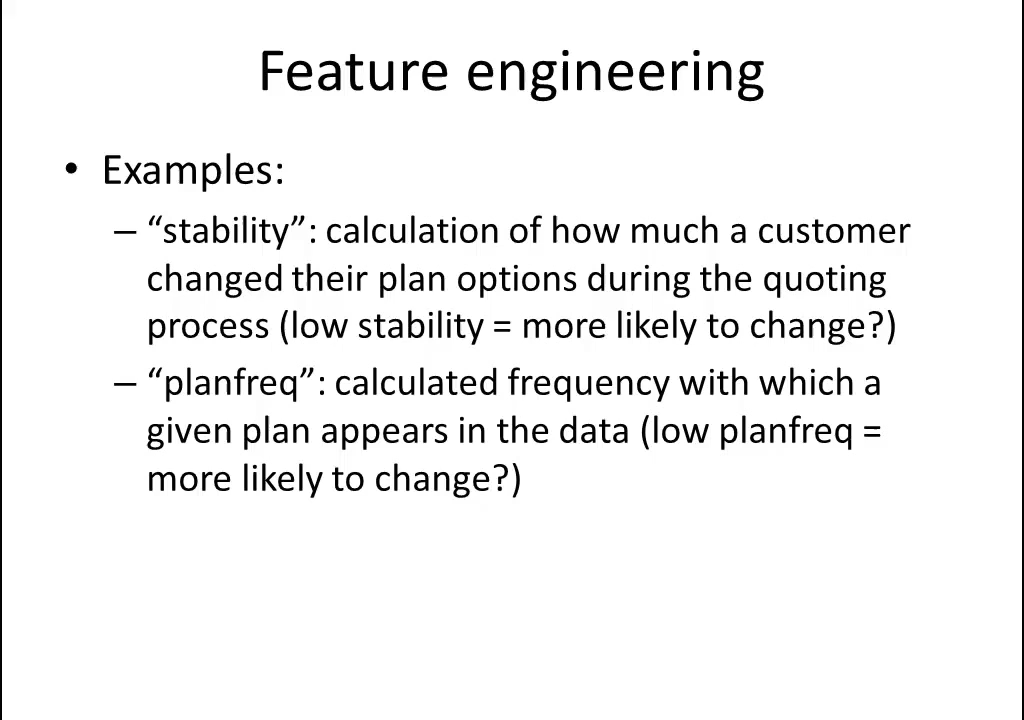 Feature engineering
• Examples:
– “stability”: calculation of how much a customer
changed their plan options during the quoting
process (low stability = more likely to change?)
– “planfreq”: calculated frequency with which a
given plan appears in the data (low planfreq =
more likely to change?)